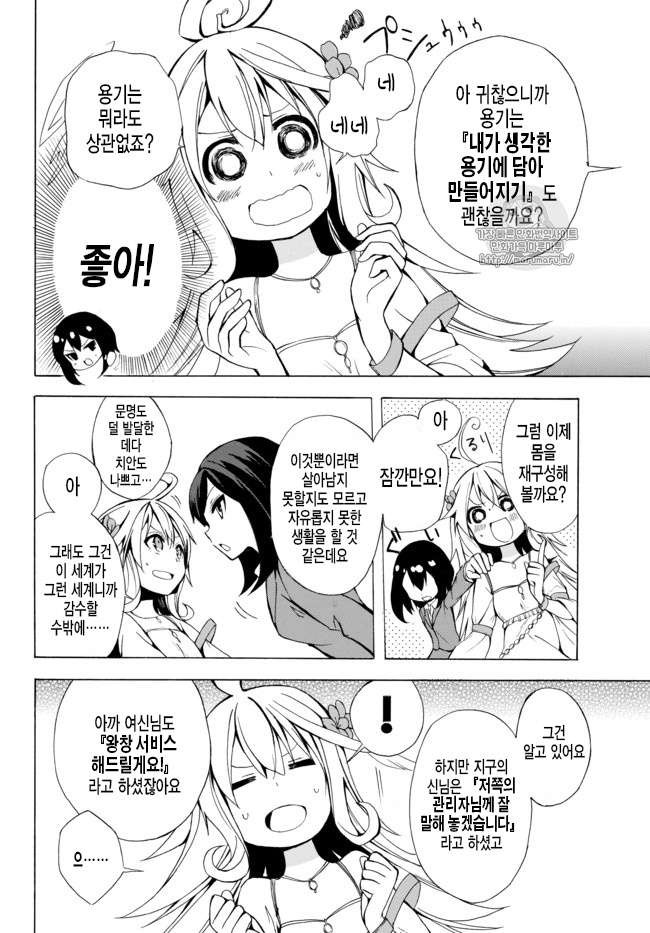 ペシュウゥゥ
아 귀찮으니까
용기는
『내가 생각한
용기에 담아
만들어지기』도
괜찮을까요?
네
네네
용기는
뭐라도
상관없죠?
좋아!
http://marumaru.in/
그럼 이제
몸을
재구성해
볼까요?
くるり
아
잠깐만요!
이것뿐이라면
살아남지
못할지도 모르고
자유롭지 못한
생활을 할 것
같은데요
문명도
덜 발달한
데다
치안도
나쁘고…
아
그래도 그건
이 세계가
그런 세계니까
감수할
수밖에……
그건
알고 있어요
하지만 지구의
신님은 『저쪽의
관리자님께 잘
말해 놓겠습니다』
라고 하셨고
!
아까 여신님도
『왕창 서비스
해드릴게요!』
라고 하셨잖아요
으……